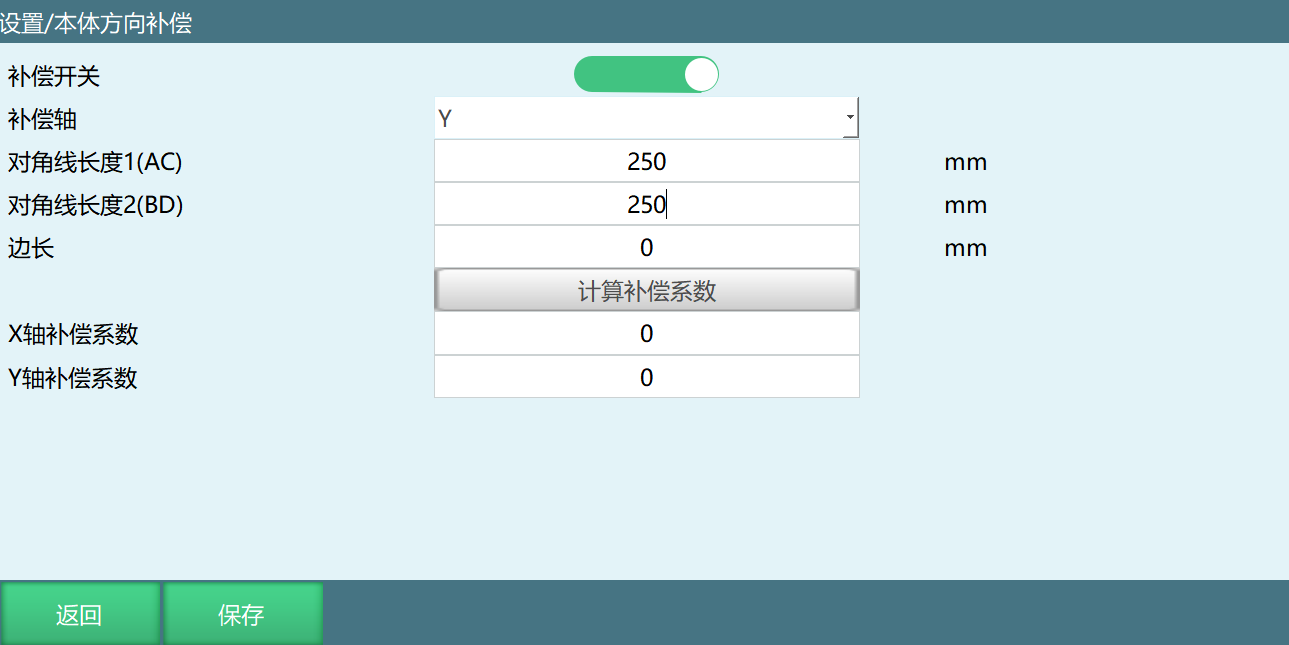 设置/本体方向补偿
补偿开关
补偿轴 Y
对角线长度1(AC) 250 mm
对角线长度2(BD) 250 mm
边长 0 mm
计算补偿系数
X轴补偿系数 0
Y轴补偿系数 0
返回 保存